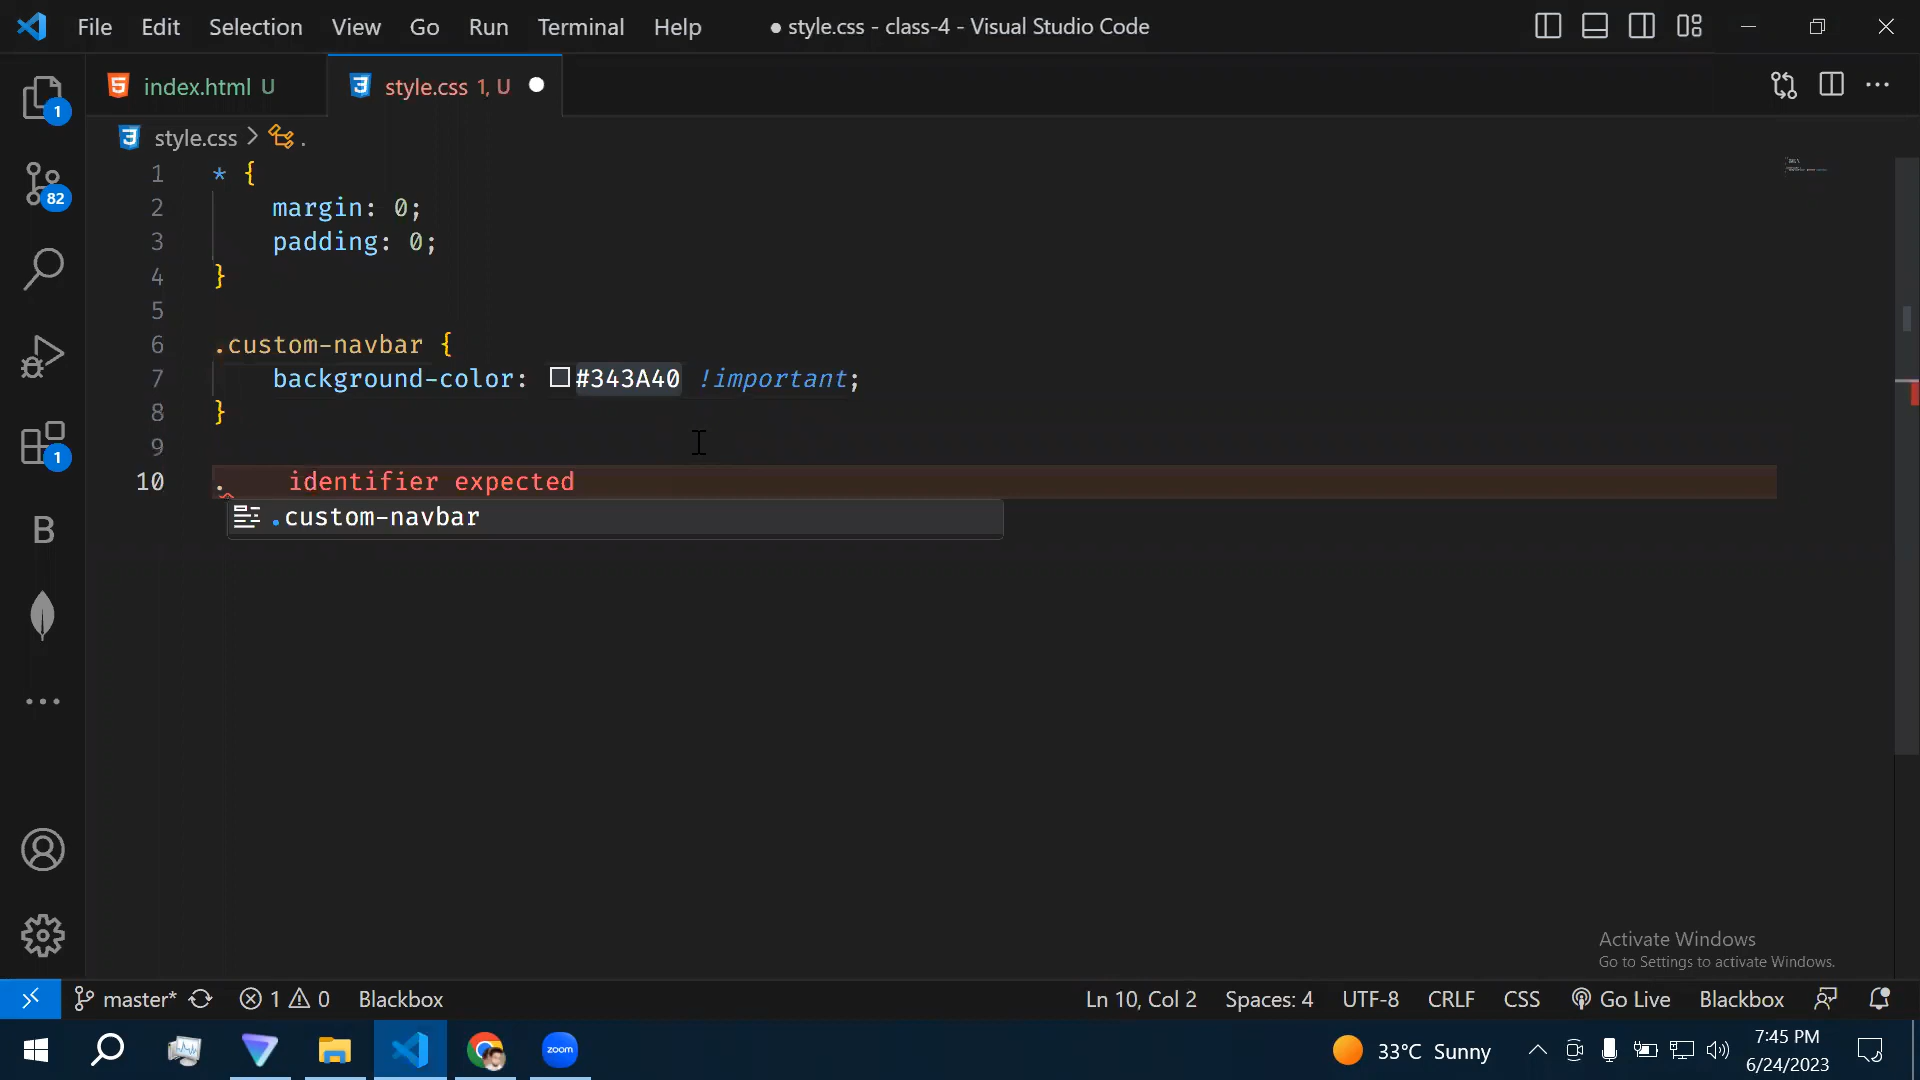 File Edit Selection View Go Run Terminal Help ● style.css - class-4 - Visual Studio Code
index.html U style.css 1, U
style.css > .
1 * {
2 margin: 0;
3 padding: 0;
4 }
5
6 .custom-navbar {
7 background-color: #343A40 !important;
8 }
9
10 . identifier expected
.custom-navbar
1
82
1
B
Activate Windows
Go to Settings to activate Windows.
master* 1 0 Blackbox Ln 10, Col 2 Spaces: 4 UTF-8 CRLF CSS Go Live Blackbox
zoom 33°C Sunny 7:45 PM
6/24/2023